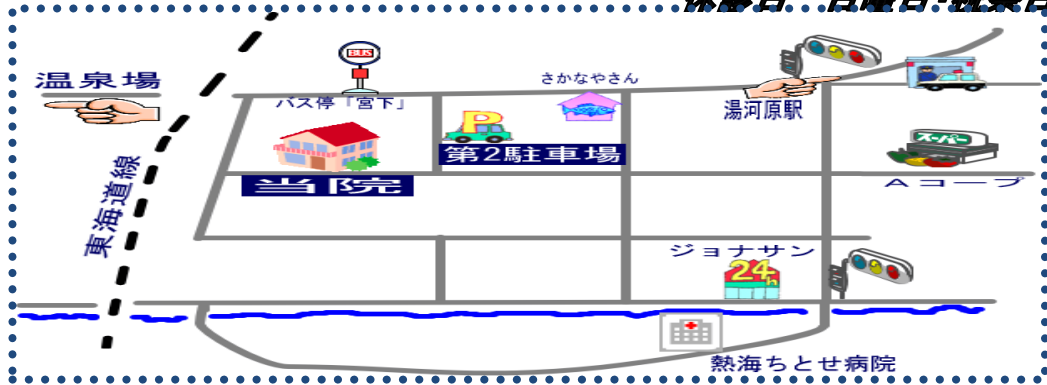 温泉場
BUS
バス停「宮下」
さかなやさん
湯河原駅
P
第2駐車場
当院
スーパー
Aコープ
東海道線
ジョナサン
24h
熱海ちとせ病院